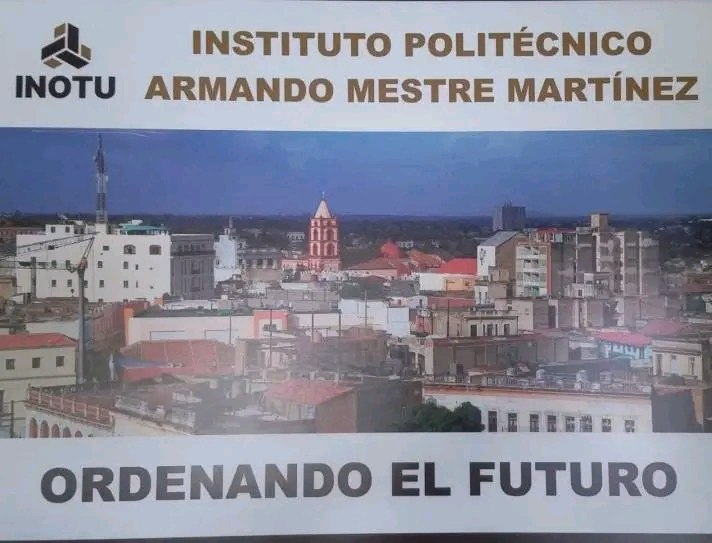 INSTITUTO POLITÉCNICO
INOTU
ARMANDO MESTRE MARTÍNEZ
ORDENANDO EL FUTURO